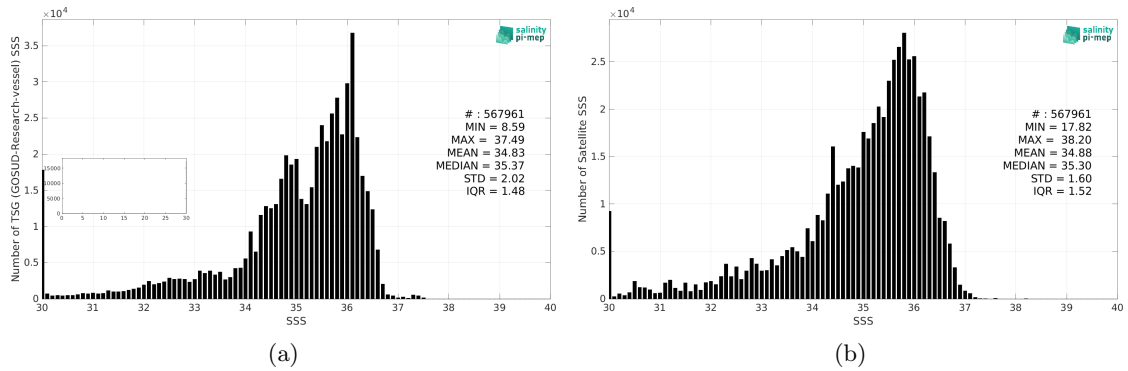 ×10⁴
salinity
pi-mep
Number of TSG (GOSUD-Research-vessel) SSS
3.5
3
2.5
2
1.5
1
0.5
0
# : 567961
MIN = 8.59
MAX = 37.49
MEAN = 34.83
MEDIAN = 35.37
STD = 2.02
IQR = 1.48
15000
10000
5000
0
0 5 10 15 20 25 30
30 31 32 33 34 35 36 37 38 39 40
SSS
(a)
×10⁴
salinity
pi-mep
Number of Satellite SSS
2.5
2
1.5
1
0.5
0
# : 567961
MIN = 17.82
MAX = 38.20
MEAN = 34.88
MEDIAN = 35.30
STD = 1.60
IQR = 1.52
30 31 32 33 34 35 36 37 38 39 40
SSS
(b)